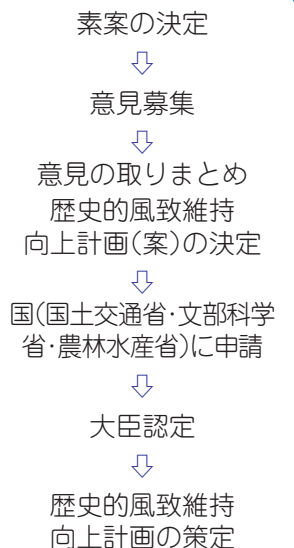 素案の決定
意見募集
意見の取りまとめ
歴史的風致維持
向上計画(案)の決定
国(国土交通省・文部科学
省・農林水産省)に申請
大臣認定
歴史的風致維持
向上計画の策定